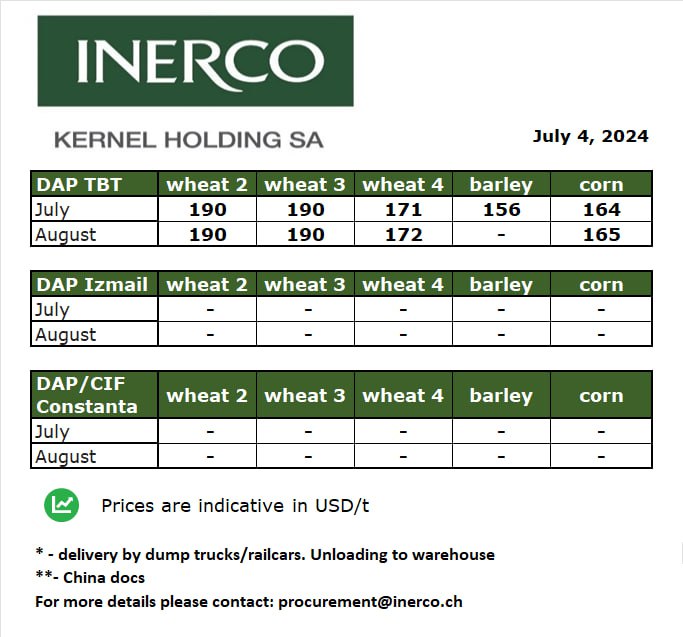 INERCO
KERNEL HOLDING SA
July 4, 2024
DAP TBT wheat 2 wheat 3 wheat 4 barley corn
July 190 190 171 156 164
August 190 190 172 - 165
DAP Izmail wheat 2 wheat 3 wheat 4 barley corn
July - - - - -
August - - - - -
DAP/CIF Constanta wheat 2 wheat 3 wheat 4 barley corn
July - - - - -
August - - - - -
Prices are indicative in USD/t
* - delivery by dump trucks/railcars. Unloading to warehouse
**- China docs
For more details please contact: procurement@inerco.ch